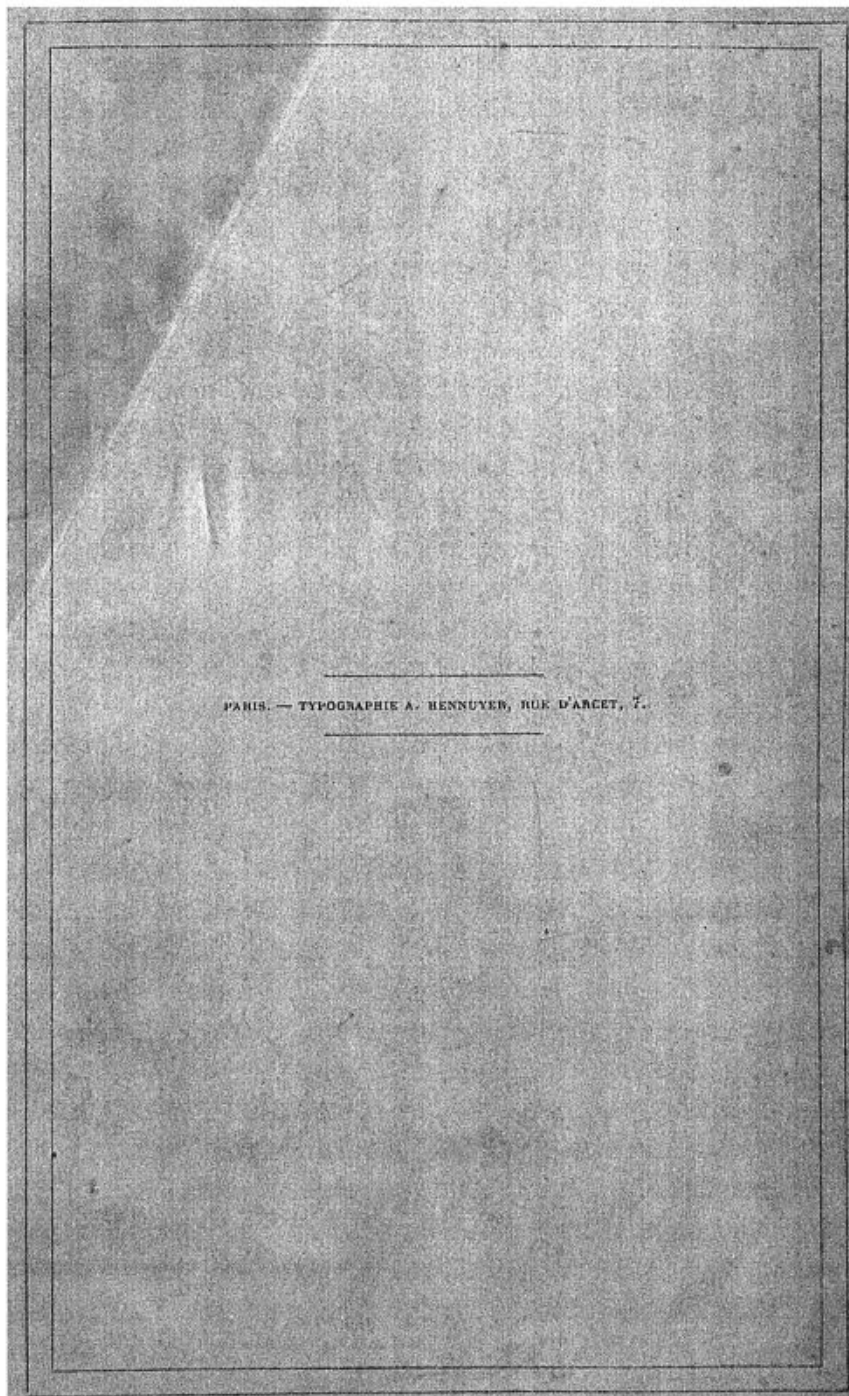 PARIS. — TYPOGRAPHIE A. HENNUYER, RUE D'ARCET, 7.